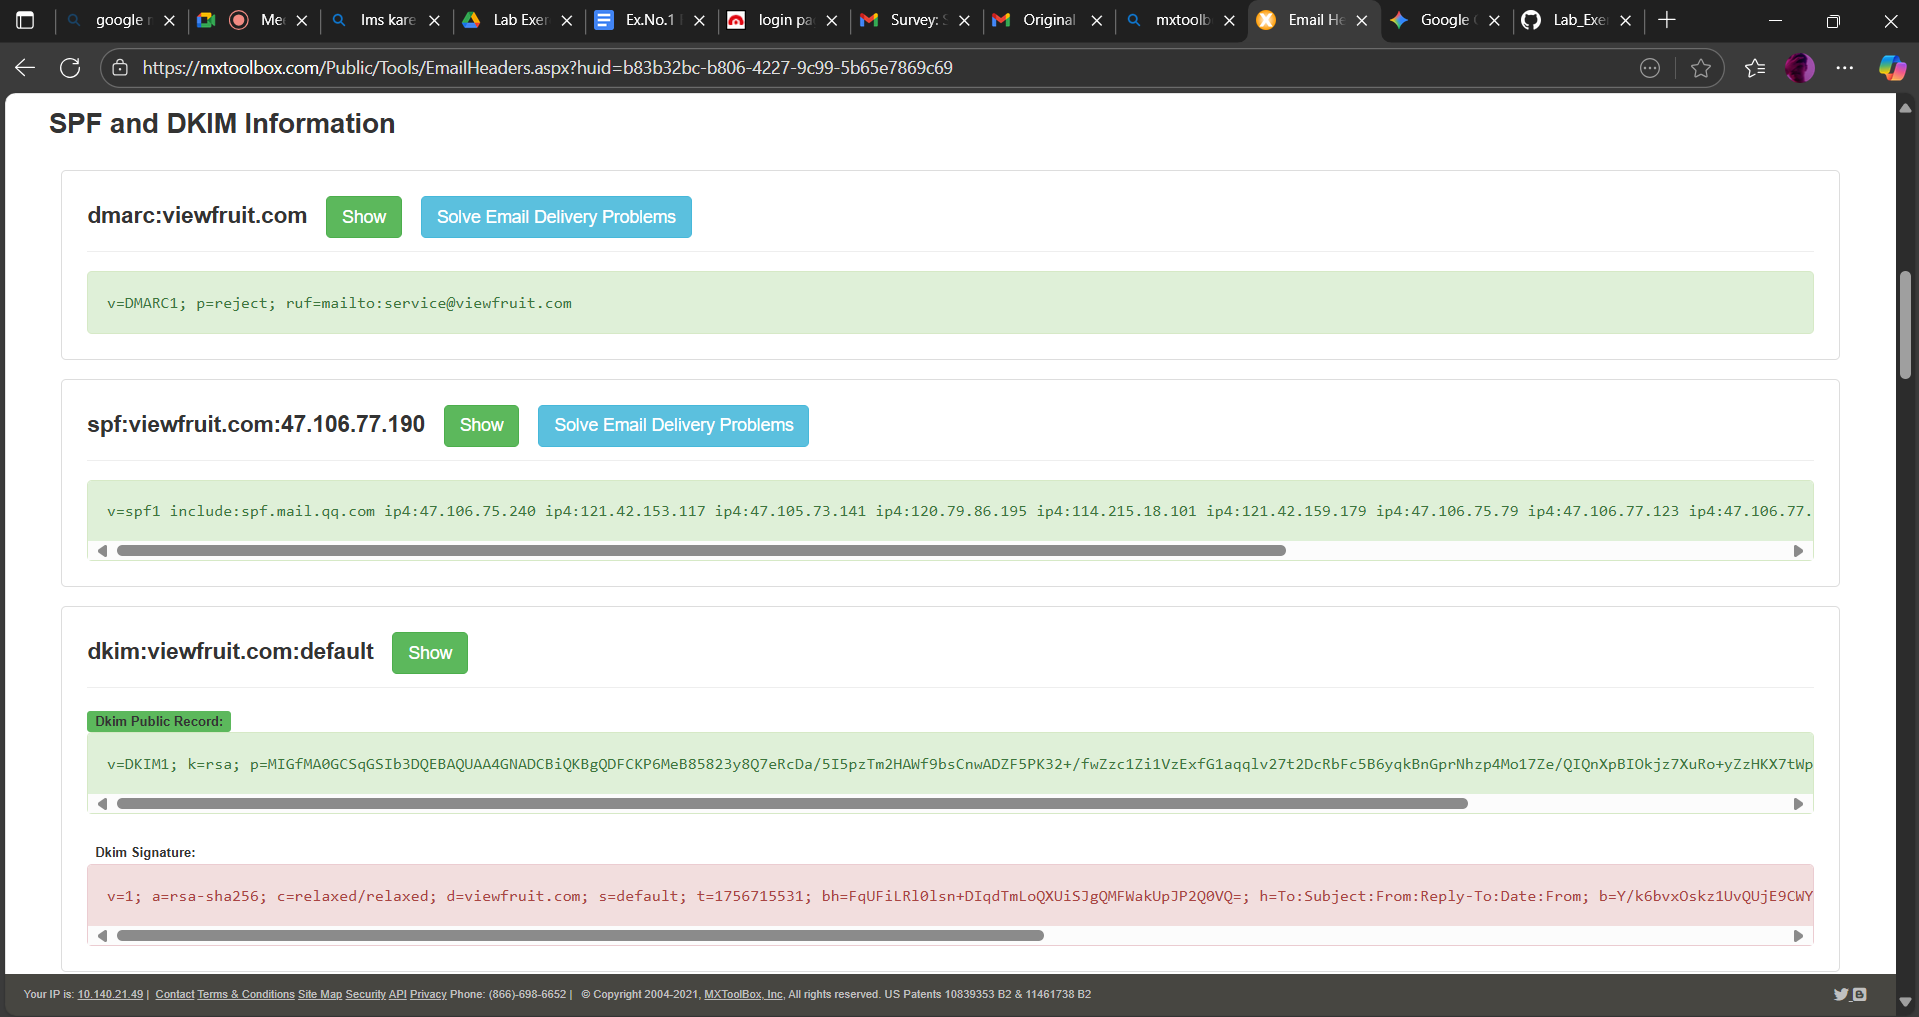 google r
Me
lms kare
Lab Exer
Ex.No.1
login pa
Survey: S
Original
mxtoolb
Email He
Google
Lab_Exe
https://mxtoolbox.com/Public/Tools/EmailHeaders.aspx?huid=b83b32bc-b806-4227-9c99-5b65e7869c69
SPF and DKIM Information
dmarc:viewfruit.com Show Solve Email Delivery Problems
v=DMARC1; p=reject; ruf=mailto:service@viewfruit.com
spf:viewfruit.com:47.106.77.190 Show Solve Email Delivery Problems
v=spf1 include:spf.mail.qq.com ip4:47.106.75.240 ip4:121.42.153.117 ip4:47.105.73.141 ip4:120.79.86.195 ip4:114.215.18.101 ip4:121.42.159.179 ip4:47.106.75.79 ip4:47.106.77.123 ip4:47.106.77.
dkim:viewfruit.com:default Show
Dkim Public Record:
v=DKIM1; k=rsa; p=MIGfMA0GCSqGSIb3DQEBAQUAA4GNADCBiQKBgQDFCKP6MeB85823y8Q7eRcDa/5I5pzTm2HAWf9bsCnwADZF5PK32+/fwZzc1Zi1VzExfG1aqqlv27t2DcRbFc5B6yqkBnGprNhzp4Mo17Ze/QIQnXpBIOkjz7XuRo+yZzHKX7tWp
Dkim Signature:
v=1; a=rsa-sha256; c=relaxed/relaxed; d=viewfruit.com; s=default; t=1756715531; bh=FqUFiLRl0lsn+DIqdTmLoQXUiSJgQMFWakUpJP2Q0VQ=; h=To:Subject:From:Reply-To:Date:From; b=Y/k6bvxOskz1UvQUjE9CWY
Your IP is: 10.140.21.49 | Contact Terms & Conditions Site Map Security API Privacy Phone: (866)-698-6652 | © Copyright 2004-2021, MXToolBox, Inc, All rights reserved. US Patents 10839353 B2 & 11461738 B2